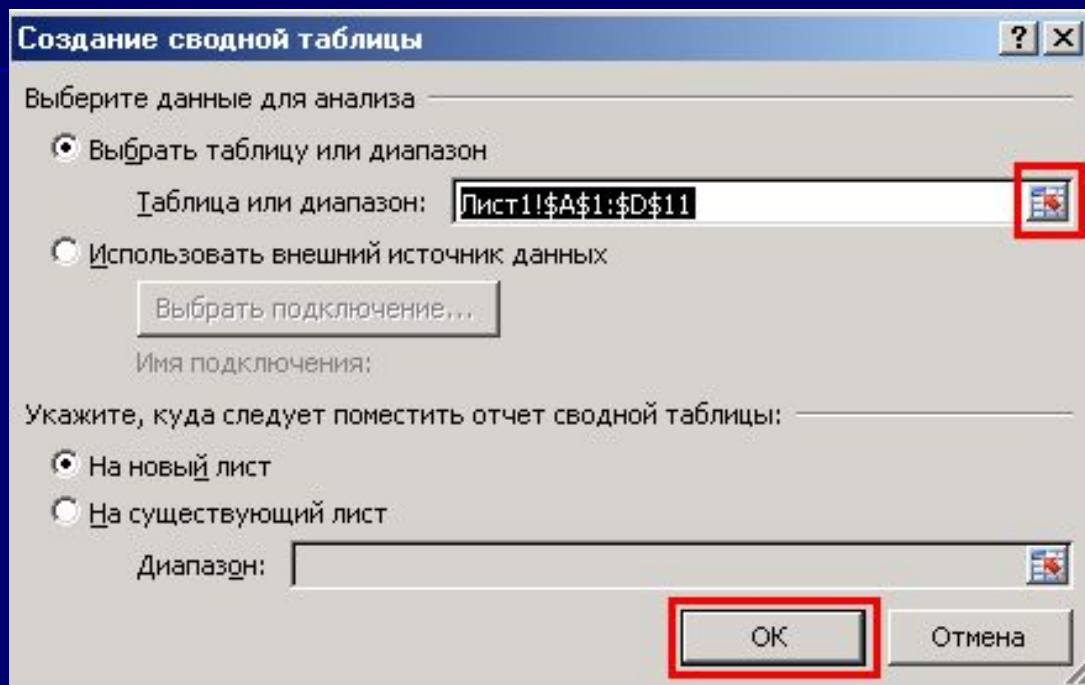 Создание сводной таблицы
Выберите данные для анализа
Выбрать таблицу или диапазон
Таблица или диапазон: Лист1!$A$1:$D$11
Использовать внешний источник данных
Выбрать подключение...
Имя подключения:
Укажите, куда следует поместить отчет сводной таблицы:
На новый лист
На существующий лист
Диапазон:
ОК Отмена